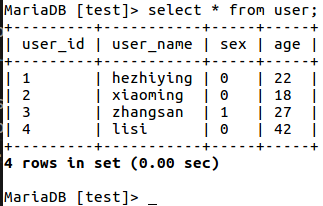 MariaDB [test]> select * from user;
+---------+-----------+-----+-----+
| user_id | user_name | sex | age |
+---------+-----------+-----+-----+
| 1 | hezhiying | 0 | 22 |
| 2 | xiaoming | 0 | 18 |
| 3 | zhangsan | 1 | 27 |
| 4 | lisi | 0 | 42 |
+---------+-----------+-----+-----+
4 rows in set (0.00 sec)
MariaDB [test]> _